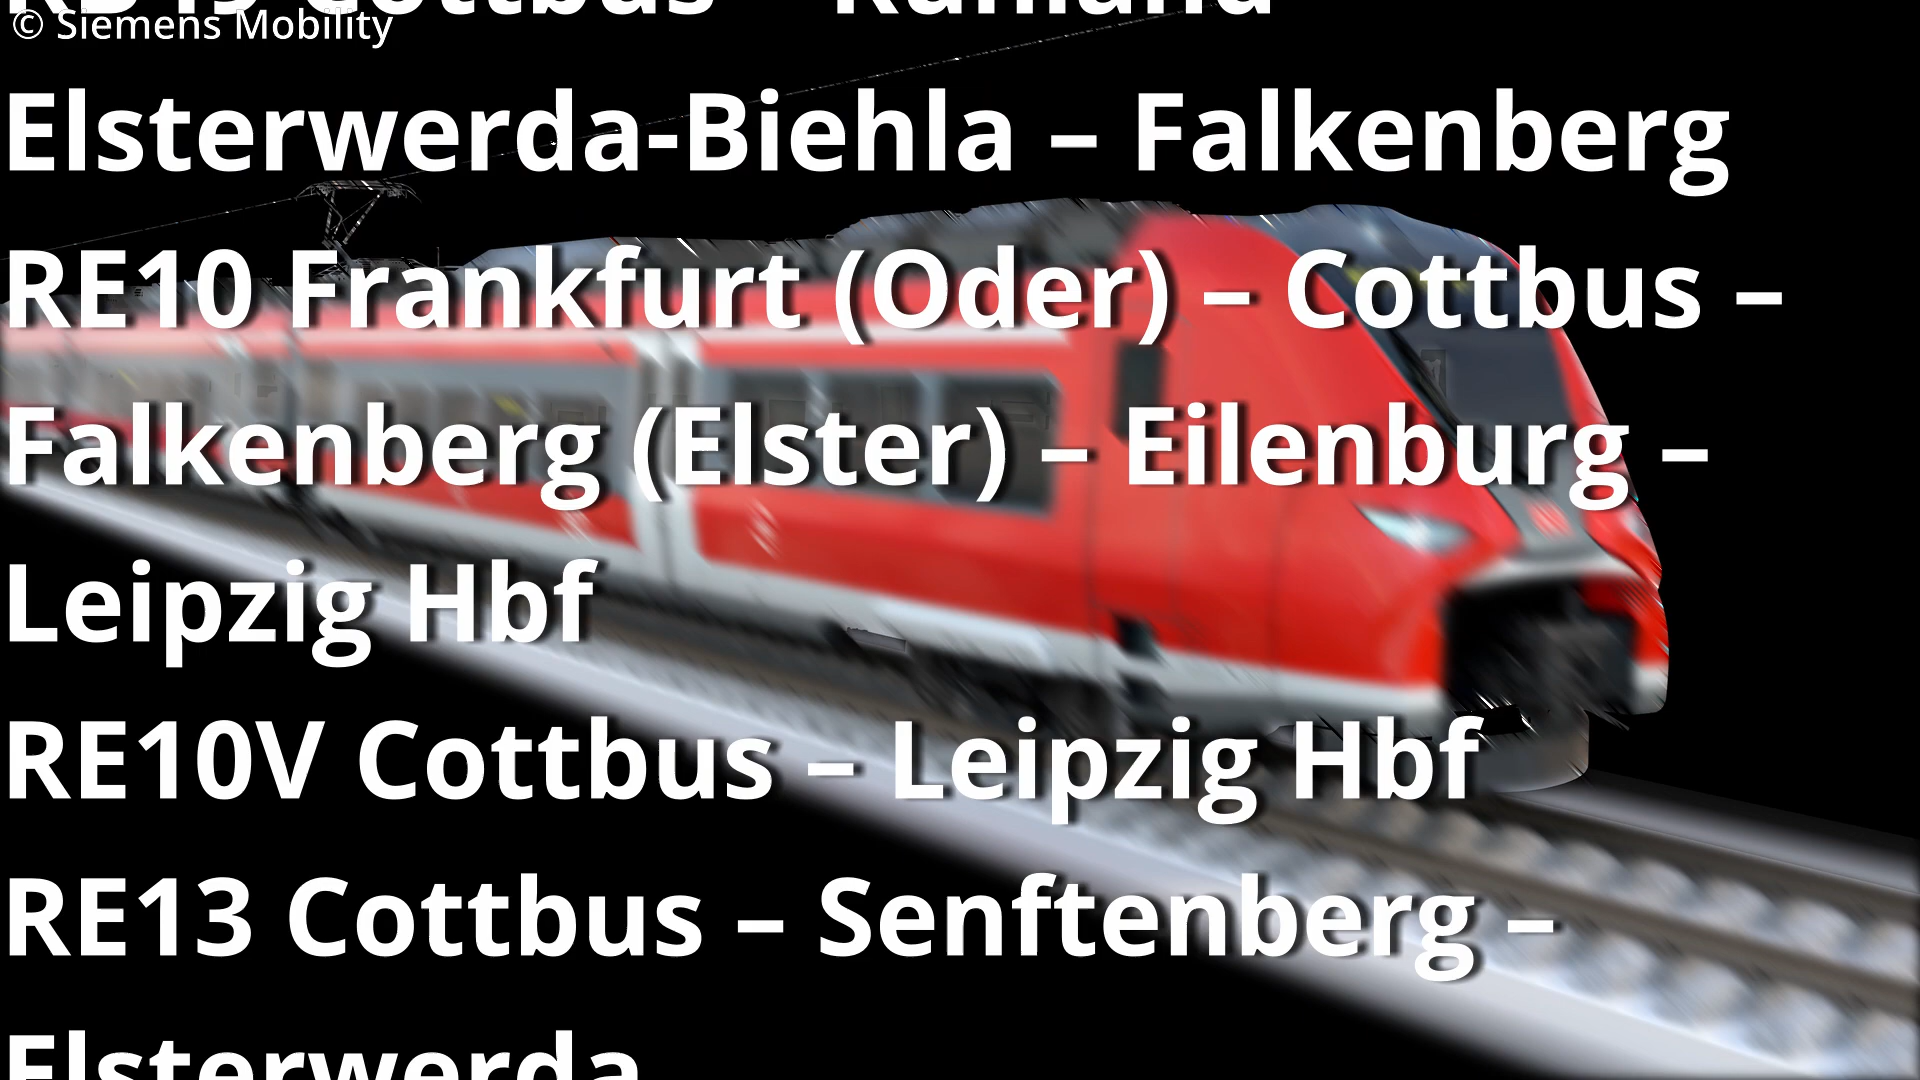 © Siemens Mobility
Elsterwerda-Biehla – Falkenberg
RE10 Frankfurt (Oder) – Cottbus –
Falkenberg (Elster) – Eilenburg –
Leipzig Hbf
RE10V Cottbus – Leipzig Hbf
RE13 Cottbus – Senftenberg –
Elsterwerda